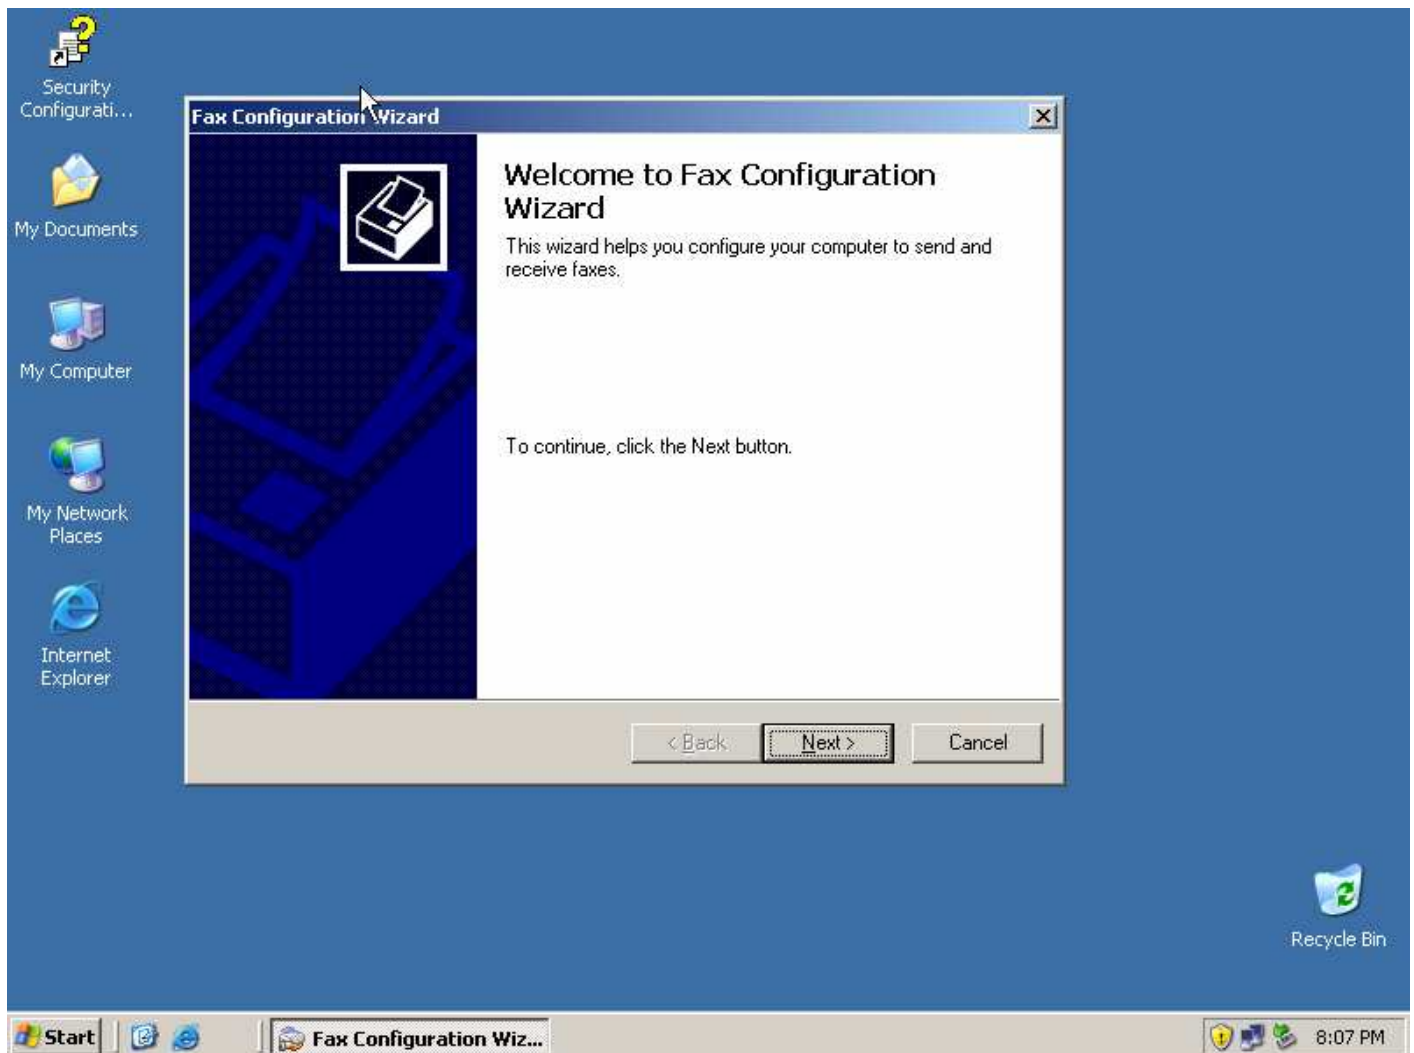 Security
Configurati...
My Documents
My Computer
My Network
Places
Internet
Explorer
Fax Configuration Wizard
Welcome to Fax Configuration
Wizard
This wizard helps you configure your computer to send and
receive faxes.
To continue, click the Next button.
< Back
Next >
Cancel
Recycle Bin
Start
Fax Configuration Wiz...
8:07 PM